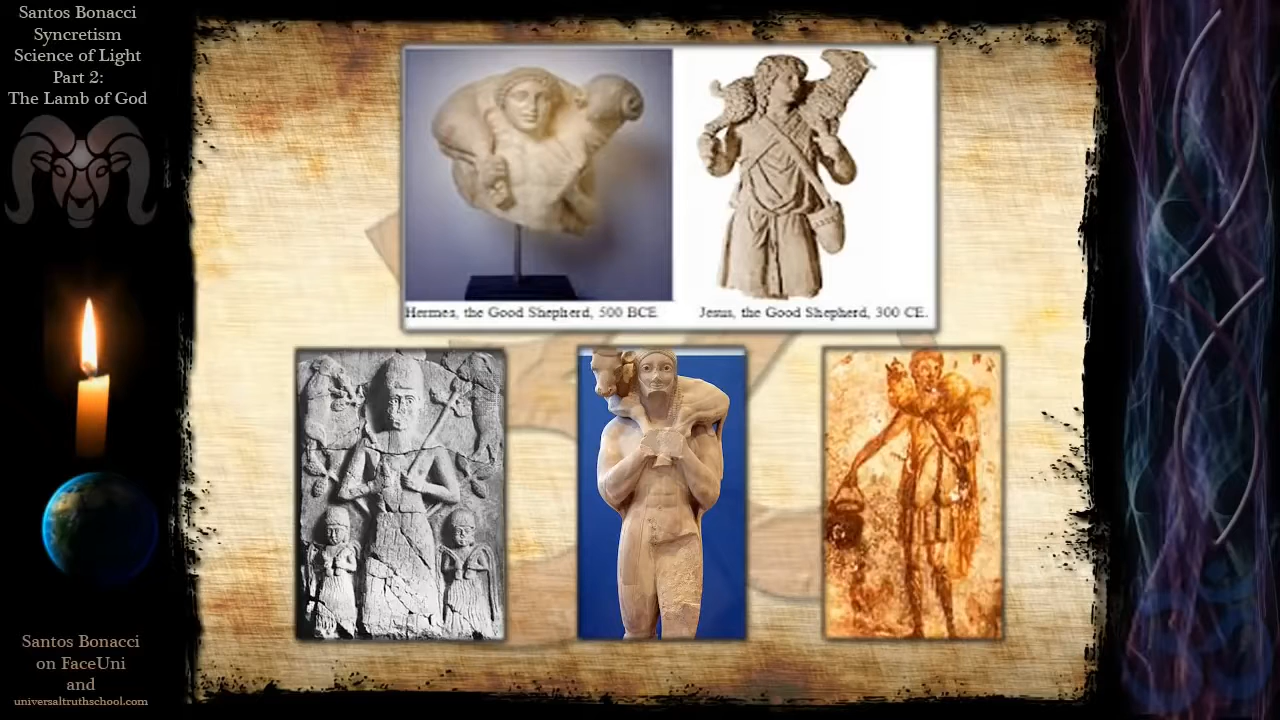 Santos Bonacci
Syncretism
Science of Light
Part 2:
The Lamb of God
Hermes, the Good Shepherd, 500 BCE.
Jesus, the Good Shepherd, 300 CE.
Santos Bonacci
on FaceUni
and
universaltruthschool.com